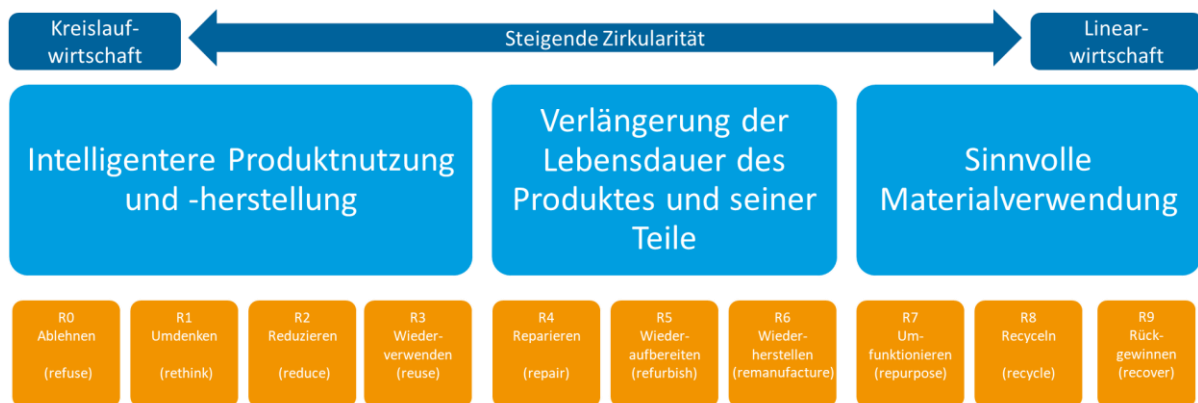 Kreislauf-
wirtschaft
Steigende Zirkularität
Linear-
wirtschaft
Intelligentere Produktnutzung
und -herstellung
Verlängerung der
Lebensdauer des
Produktes und seiner
Teile
Sinnvolle
Materialverwendung
R0
Ablehnen
(refuse)
R1
Umdenken
(rethink)
R2
Reduzieren
(reduce)
R3
Wieder-
verwenden
(reuse)
R4
Reparieren
(repair)
R5
Wieder-
aufbereiten
(refurbish)
R6
Wieder-
herstellen
(remanufacture)
R7
Um-
funktionieren
(repurpose)
R8
Recyceln
(recycle)
R9
Rück-
gewinnen
(recover)